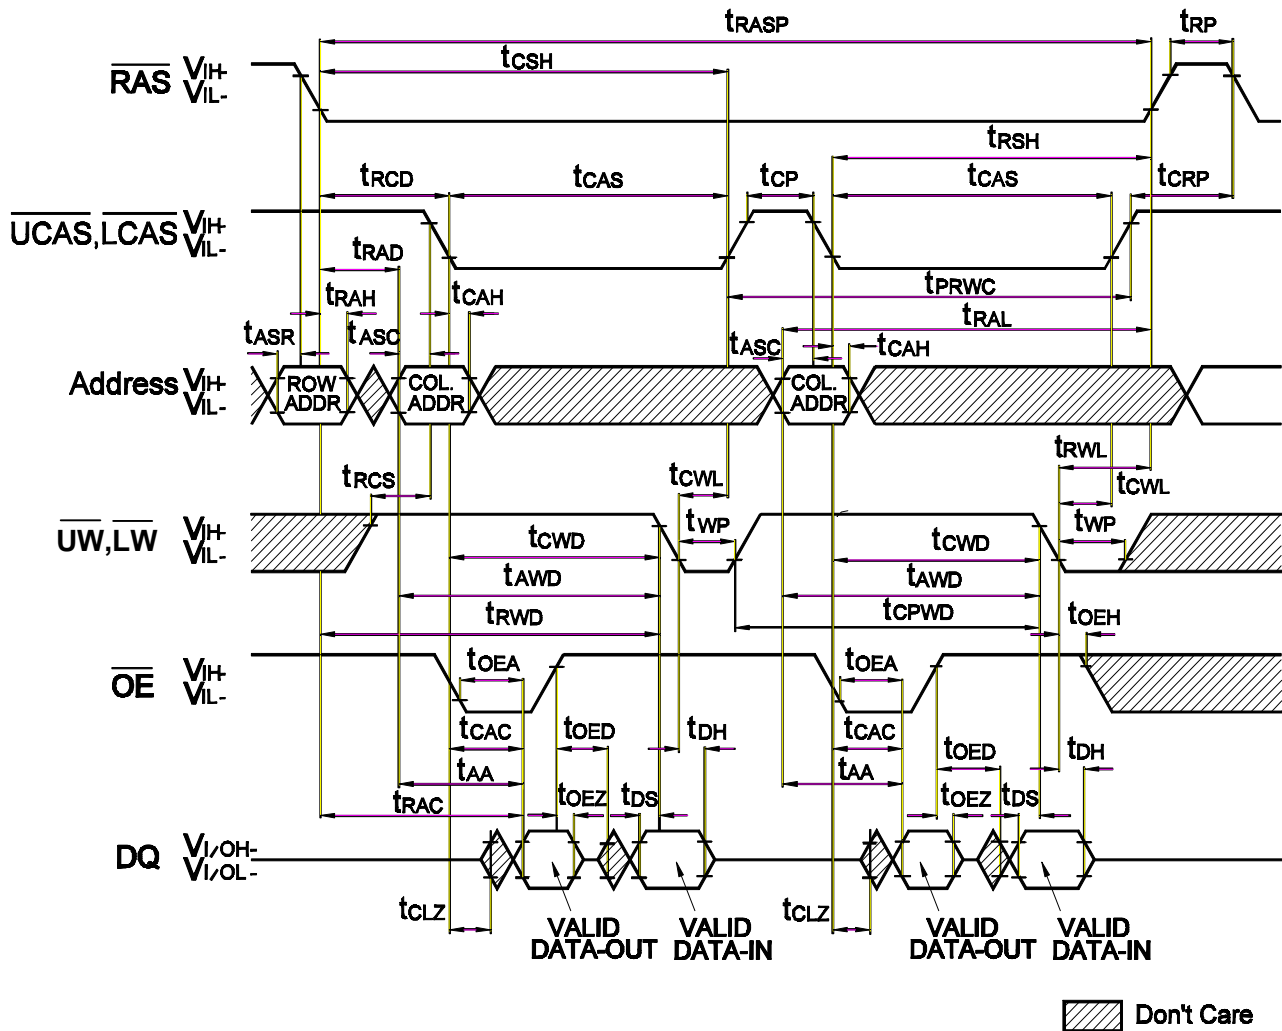 tRASP tRP
tCSH
RAS VIH-
VIL-
tRSH
tRCD tCAS tCP tCAS tCRP
UCAS,LCAS VIH-
VIL-
tRAD
tPRWC
tRAH tCAH
tRAL
tASR tASC tASC tCAH
Address VIH-
VIL-
ROW
ADDR
COL.
ADDR
COL.
ADDR
tRWL
tRCS tCWL tCWL
UW,LW VIH-
VIL-
tWP tWP
tCWD tCWD
tAWD tAWD
tRWD tCPWD tOEH
OE VIH-
VIL-
tOEA tOEA
tCAC tOED tDH tCAC tOED tDH
tAA tAA
tRAC tOEZ tDS tOEZ tDS
DQ VI/OH-
VI/OL-
tCLZ tCLZ
VALID
DATA-OUT
VALID
DATA-IN
VALID
DATA-OUT
VALID
DATA-IN
Don't Care